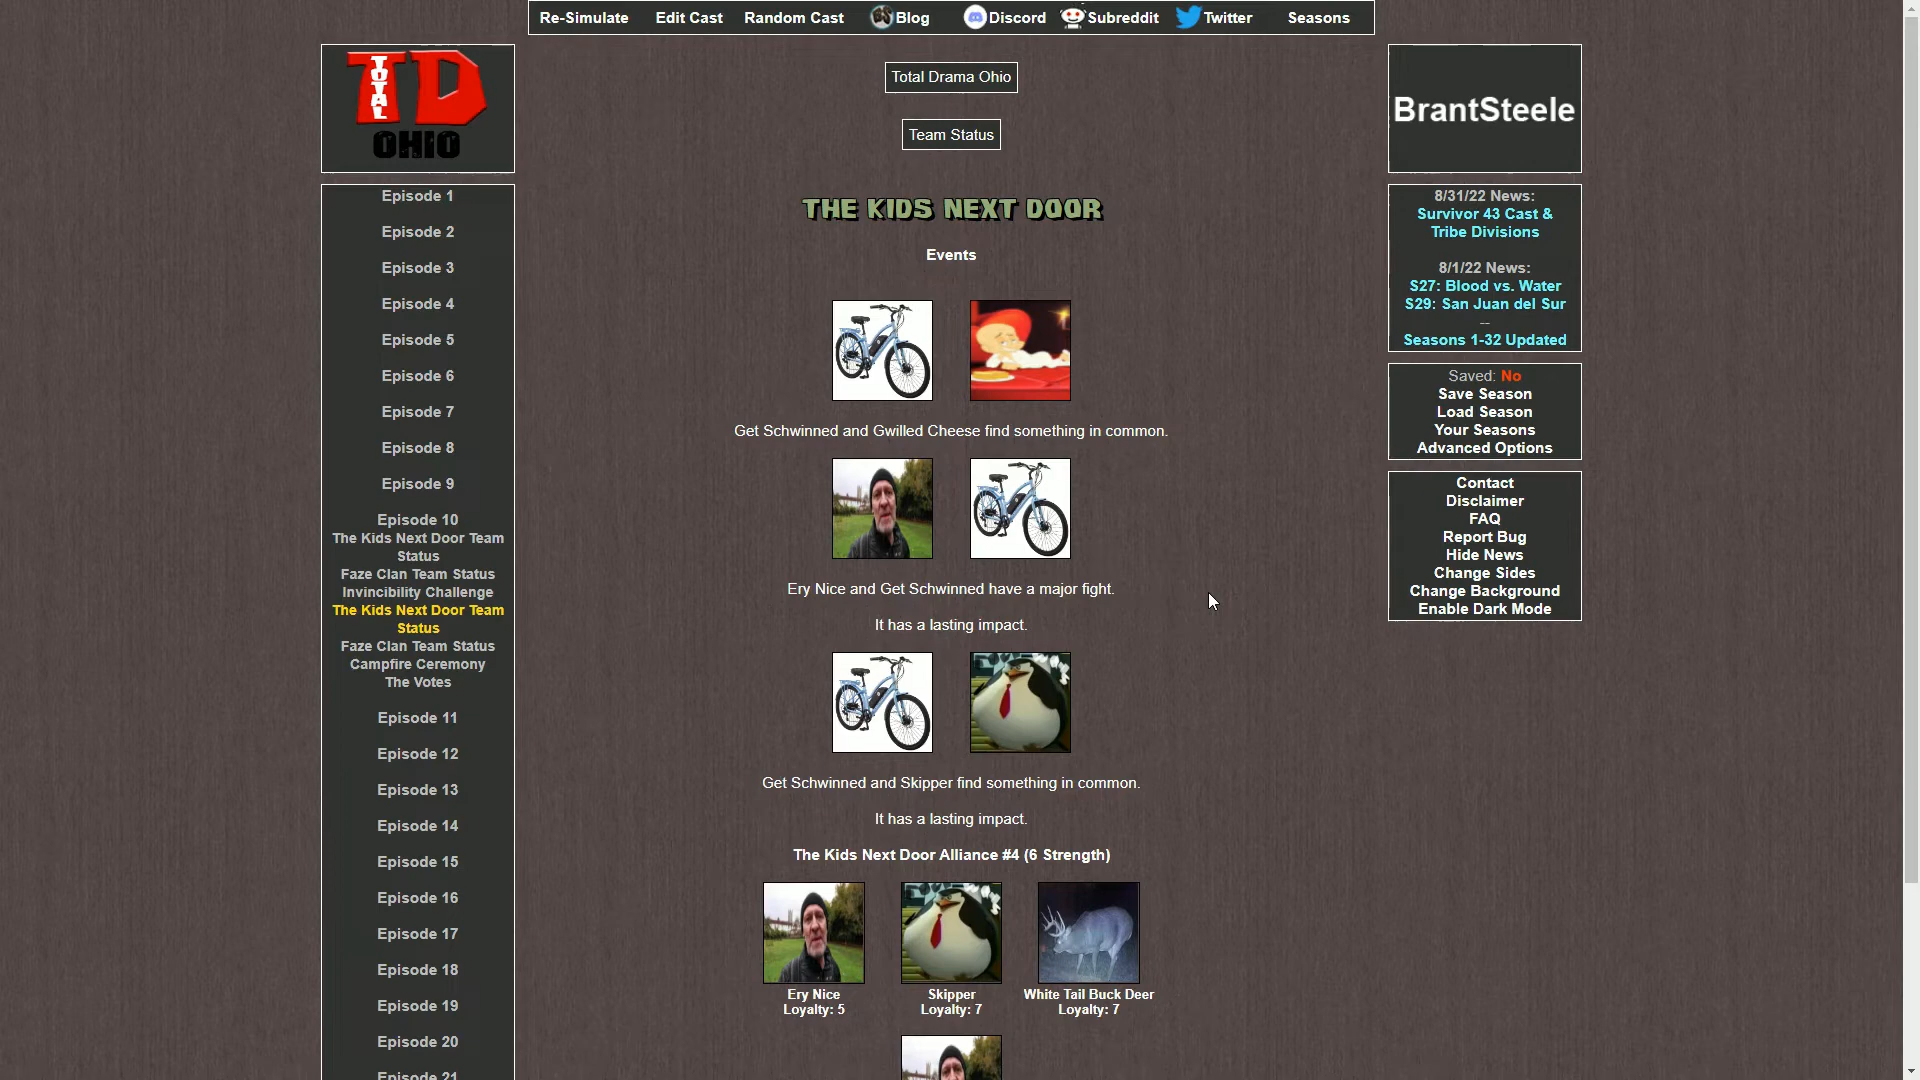 Re-Simulate
Edit Cast
Random Cast
Blog
Discord
Subreddit
Twitter
Seasons
TD
TOTAL
OHIO
Episode 1
Episode 2
Episode 3
Episode 4
Episode 5
Episode 6
Episode 7
Episode 8
Episode 9
Episode 10
The Kids Next Door Team
Status
Faze Clan Team Status
Invincibility Challenge
The Kids Next Door Team
Status
Faze Clan Team Status
Campfire Ceremony
The Votes
Episode 11
Episode 12
Episode 13
Episode 14
Episode 15
Episode 16
Episode 17
Episode 18
Episode 19
Episode 20
Episode 21
Total Drama Ohio
Team Status
THE KIDS NEXT DOOR
Events
Get Schwinned and Gwilled Cheese find something in common.
Ery Nice and Get Schwinned have a major fight.
It has a lasting impact.
Get Schwinned and Skipper find something in common.
It has a lasting impact.
The Kids Next Door Alliance #4 (6 Strength)
Ery Nice
Loyalty: 5
Skipper
Loyalty: 7
White Tail Buck Deer
Loyalty: 7
BrantSteele
8/31/22 News:
Survivor 43 Cast &
Tribe Divisions
8/1/22 News:
S27: Blood vs. Water
S29: San Juan del Sur
--
Seasons 1-32 Updated
Saved: No
Save Season
Load Season
Your Seasons
Advanced Options
Contact
Disclaimer
FAQ
Report Bug
Hide News
Change Sides
Change Background
Enable Dark Mode